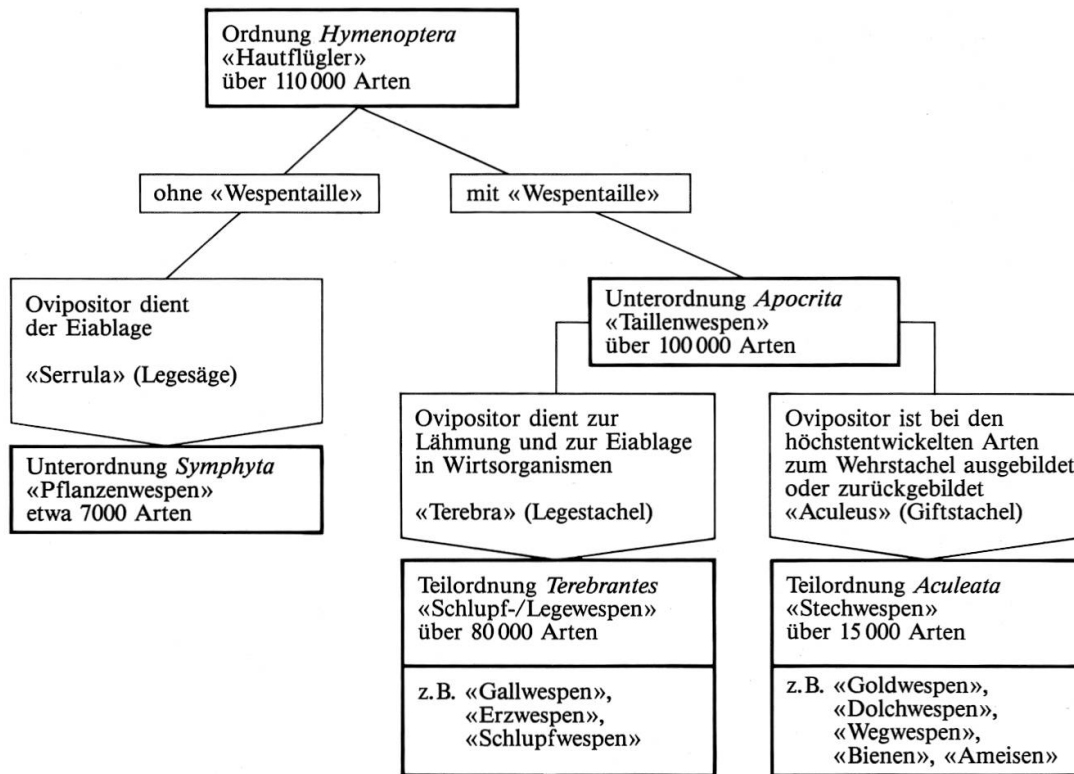 Ordnung Hymenoptera
«Hautflügler»
über 110 000 Arten
ohne «Wespentaille»
mit «Wespentaille»
Ovipositor dient
der Eiablage
«Serrula» (Legesäge)
Unterordnung Symphyta
«Pflanzenwespen»
etwa 7000 Arten
Unterordnung Apocrita
«Taillenwespen»
über 100 000 Arten
Ovipositor dient zur
Lähmung und zur Eiablage
in Wirtsorganismen
«Terebra» (Legestachel)
Teilordnung Terebrantes
«Schlupf-/Legewespen»
über 80 000 Arten
z. B. «Gallwespen»,
«Erzwespen»,
«Schlupfwespen»
Ovipositor ist bei den
höchstentwickelten Arten
zum Wehrstachel ausgebildet
oder zurückgebildet
«Aculeus» (Giftstachel)
Teilordnung Aculeata
«Stechwespen»
über 15 000 Arten
z. B. «Goldwespen»,
«Dolchwespen»,
«Wegwespen»,
«Bienen», «Ameisen»